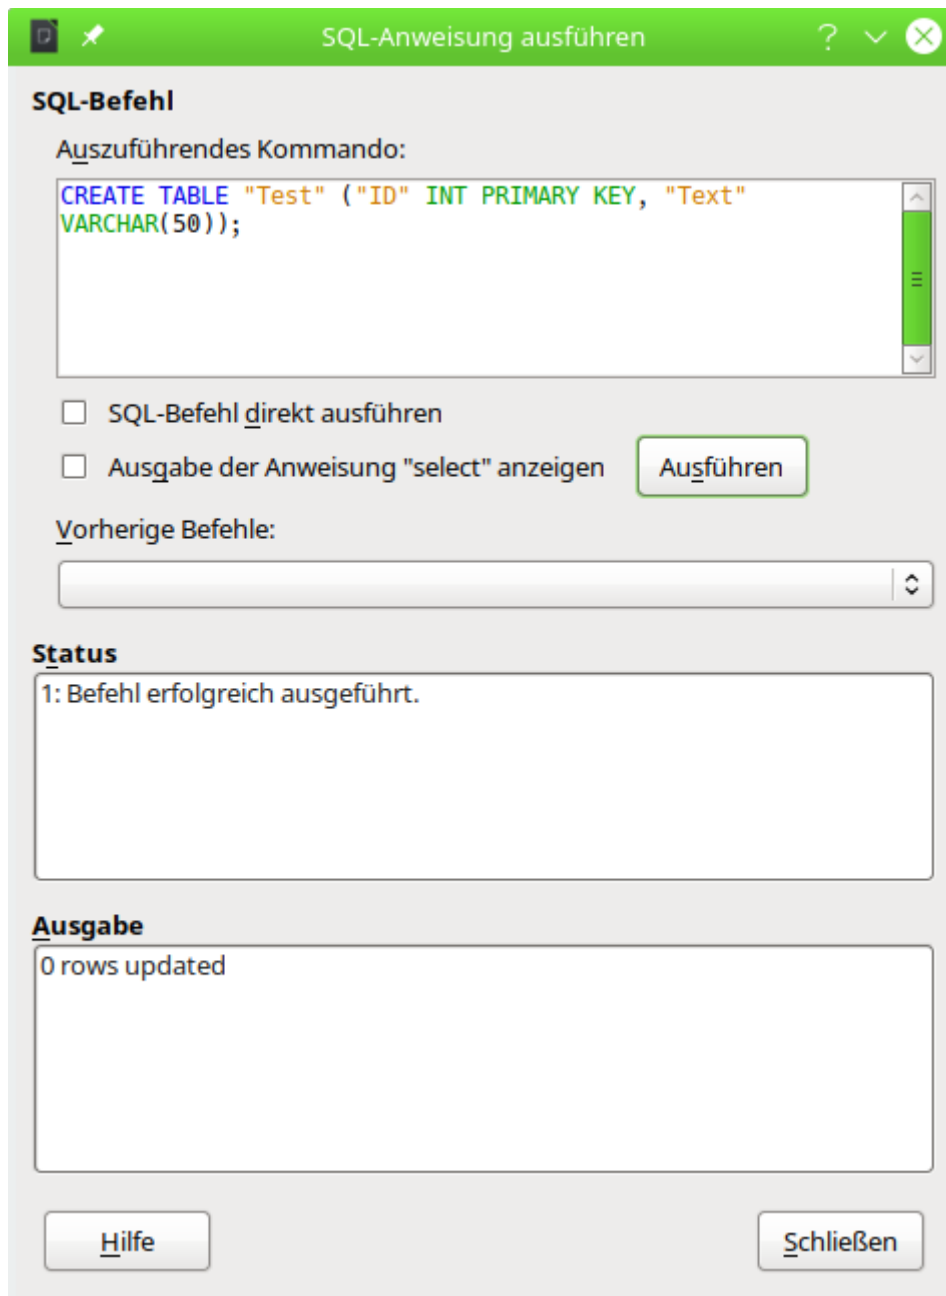 SQL-Anweisung ausführen
SQL-Befehl
Auszuführendes Kommando:
CREATE TABLE "Test" ("ID" INT PRIMARY KEY, "Text"
VARCHAR(50));
SQL-Befehl direkt ausführen
Ausgabe der Anweisung "select" anzeigen
Ausführen
Vorherige Befehle:
Status
1: Befehl erfolgreich ausgeführt.
Ausgabe
0 rows updated
Hilfe
Schließen